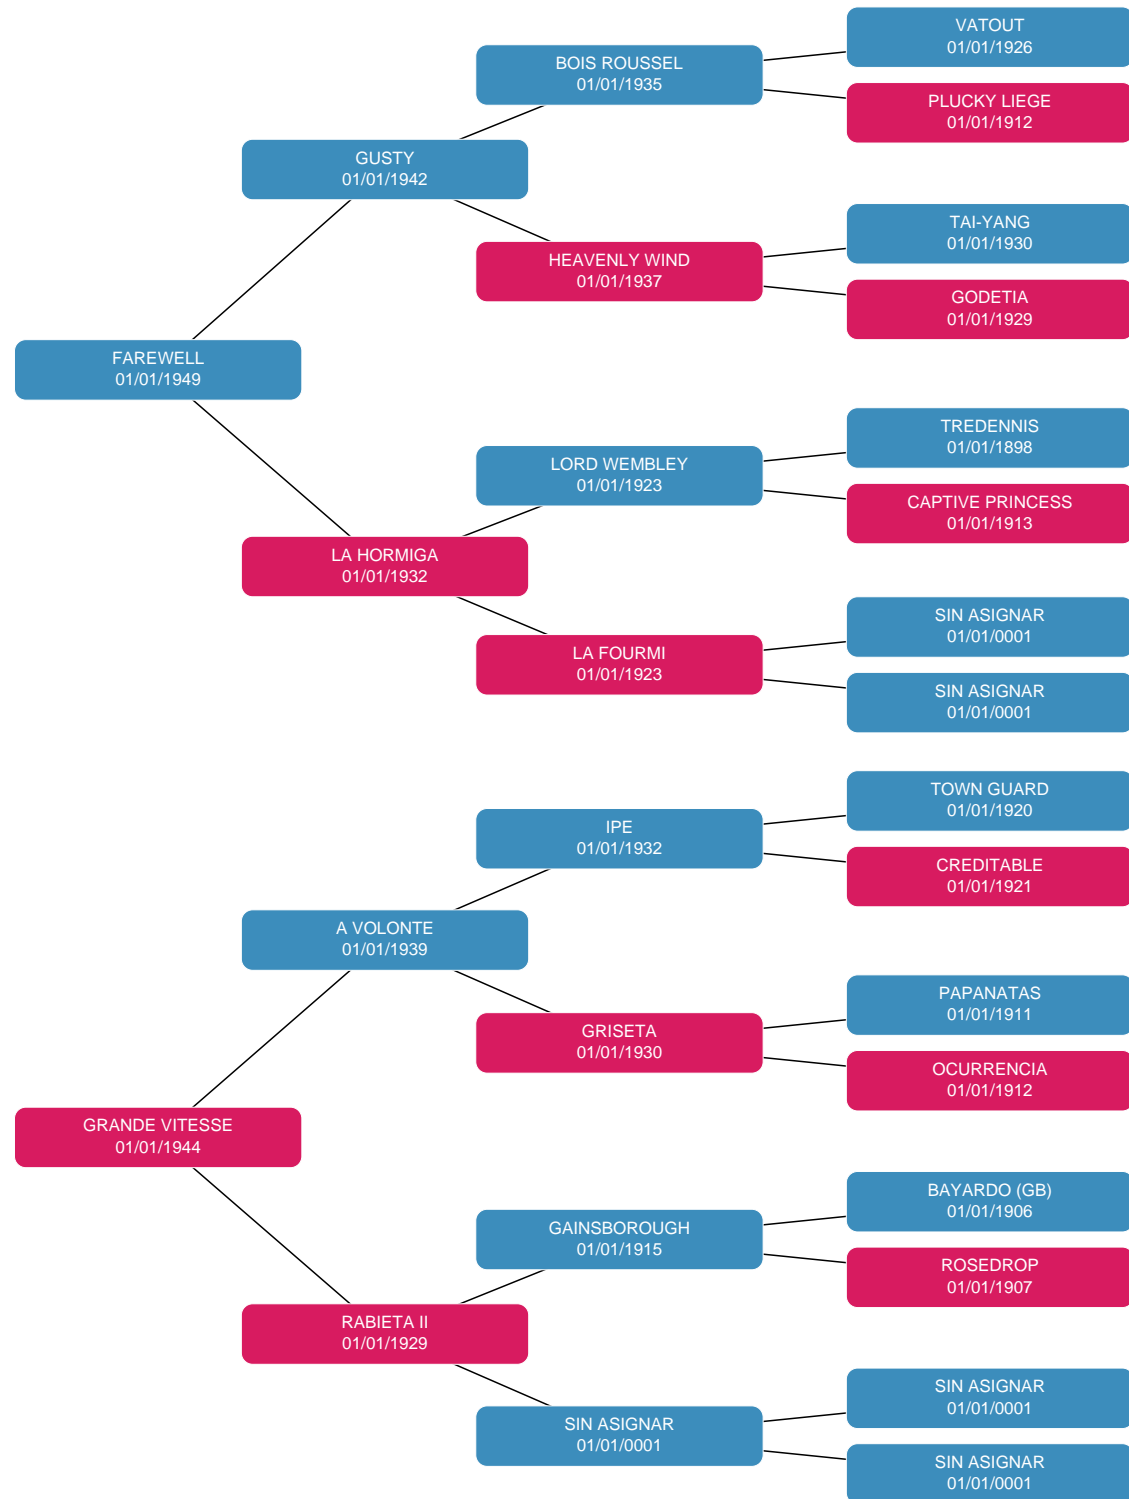 VATOUT
01/01/1926
BOIS ROUSSEL
01/01/1935
PLUCKY LIEGE
01/01/1912
GUSTY
01/01/1942
TAI-YANG
01/01/1930
HEAVENLY WIND
01/01/1937
GODETIA
01/01/1929
FAREWELL
01/01/1949
TREDENNIS
01/01/1898
LORD WEMBLEY
01/01/1923
CAPTIVE PRINCESS
01/01/1913
LA HORMIGA
01/01/1932
SIN ASIGNAR
01/01/0001
LA FOURMI
01/01/1923
SIN ASIGNAR
01/01/0001
TOWN GUARD
01/01/1920
IPE
01/01/1932
CREDITABLE
01/01/1921
A VOLONTE
01/01/1939
PAPANATAS
01/01/1911
GRISETA
01/01/1930
OCURRENCIA
01/01/1912
GRANDE VITESSE
01/01/1944
BAYARDO (GB)
01/01/1906
GAINSBOROUGH
01/01/1915
ROSEDROP
01/01/1907
RABIETA II
01/01/1929
SIN ASIGNAR
01/01/0001
SIN ASIGNAR
01/01/0001
SIN ASIGNAR
01/01/0001